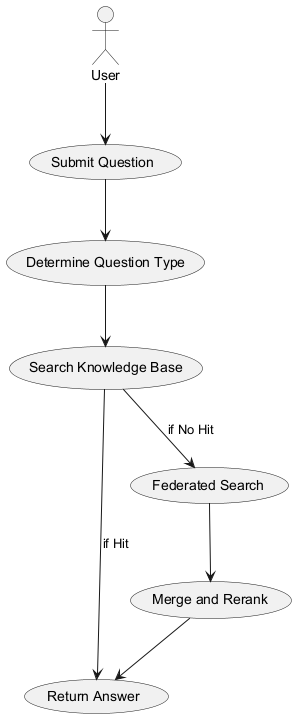 User
Submit Question
Determine Question Type
Search Knowledge Base
if No Hit
Federated Search
if Hit
Merge and Rerank
Return Answer